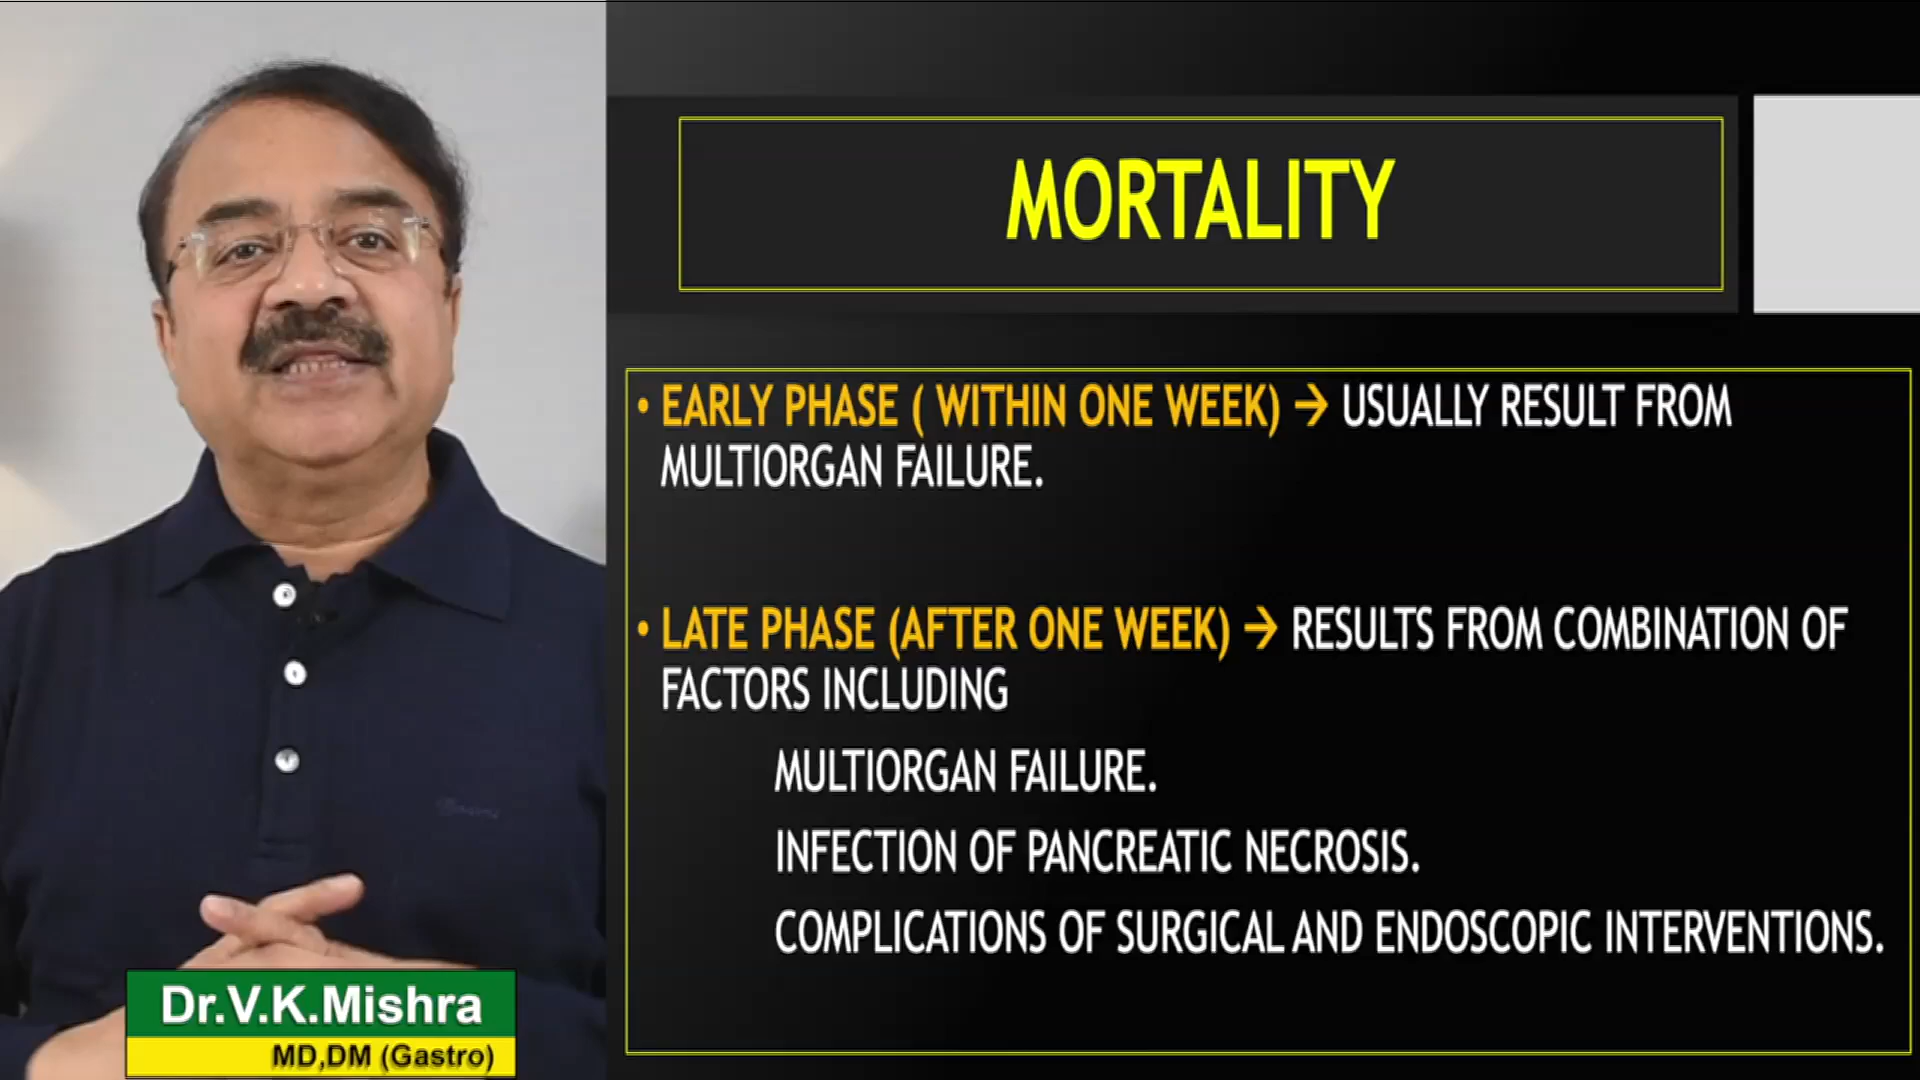 MORTALITY
• EARLY PHASE ( WITHIN ONE WEEK) → USUALLY RESULT FROM
MULTIORGAN FAILURE.
• LATE PHASE (AFTER ONE WEEK) → RESULTS FROM COMBINATION OF
FACTORS INCLUDING
MULTIORGAN FAILURE.
INFECTION OF PANCREATIC NECROSIS.
COMPLICATIONS OF SURGICAL AND ENDOSCOPIC INTERVENTIONS.
Dr.V.K.Mishra
MD,DM (Gastro)